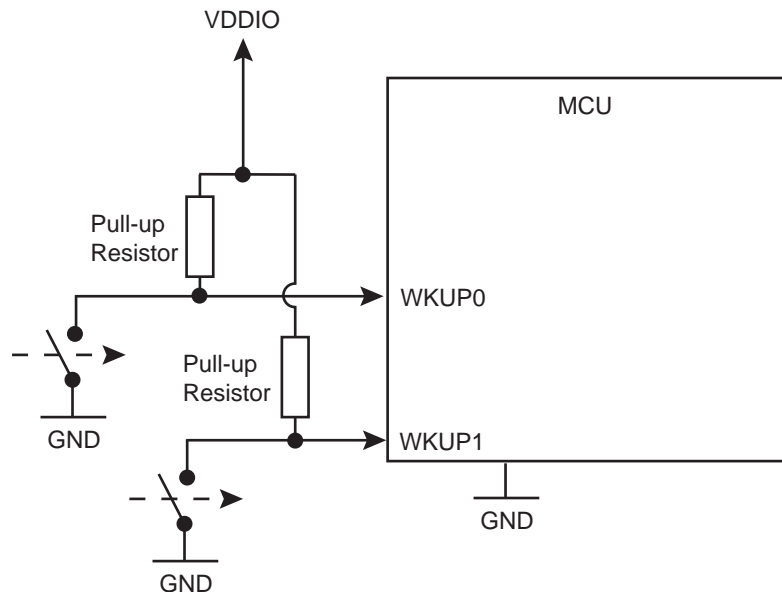 VDDIO
MCU
Pull-up
Resistor
WKUP0
Pull-up
Resistor
GND
WKUP1
GND
GND